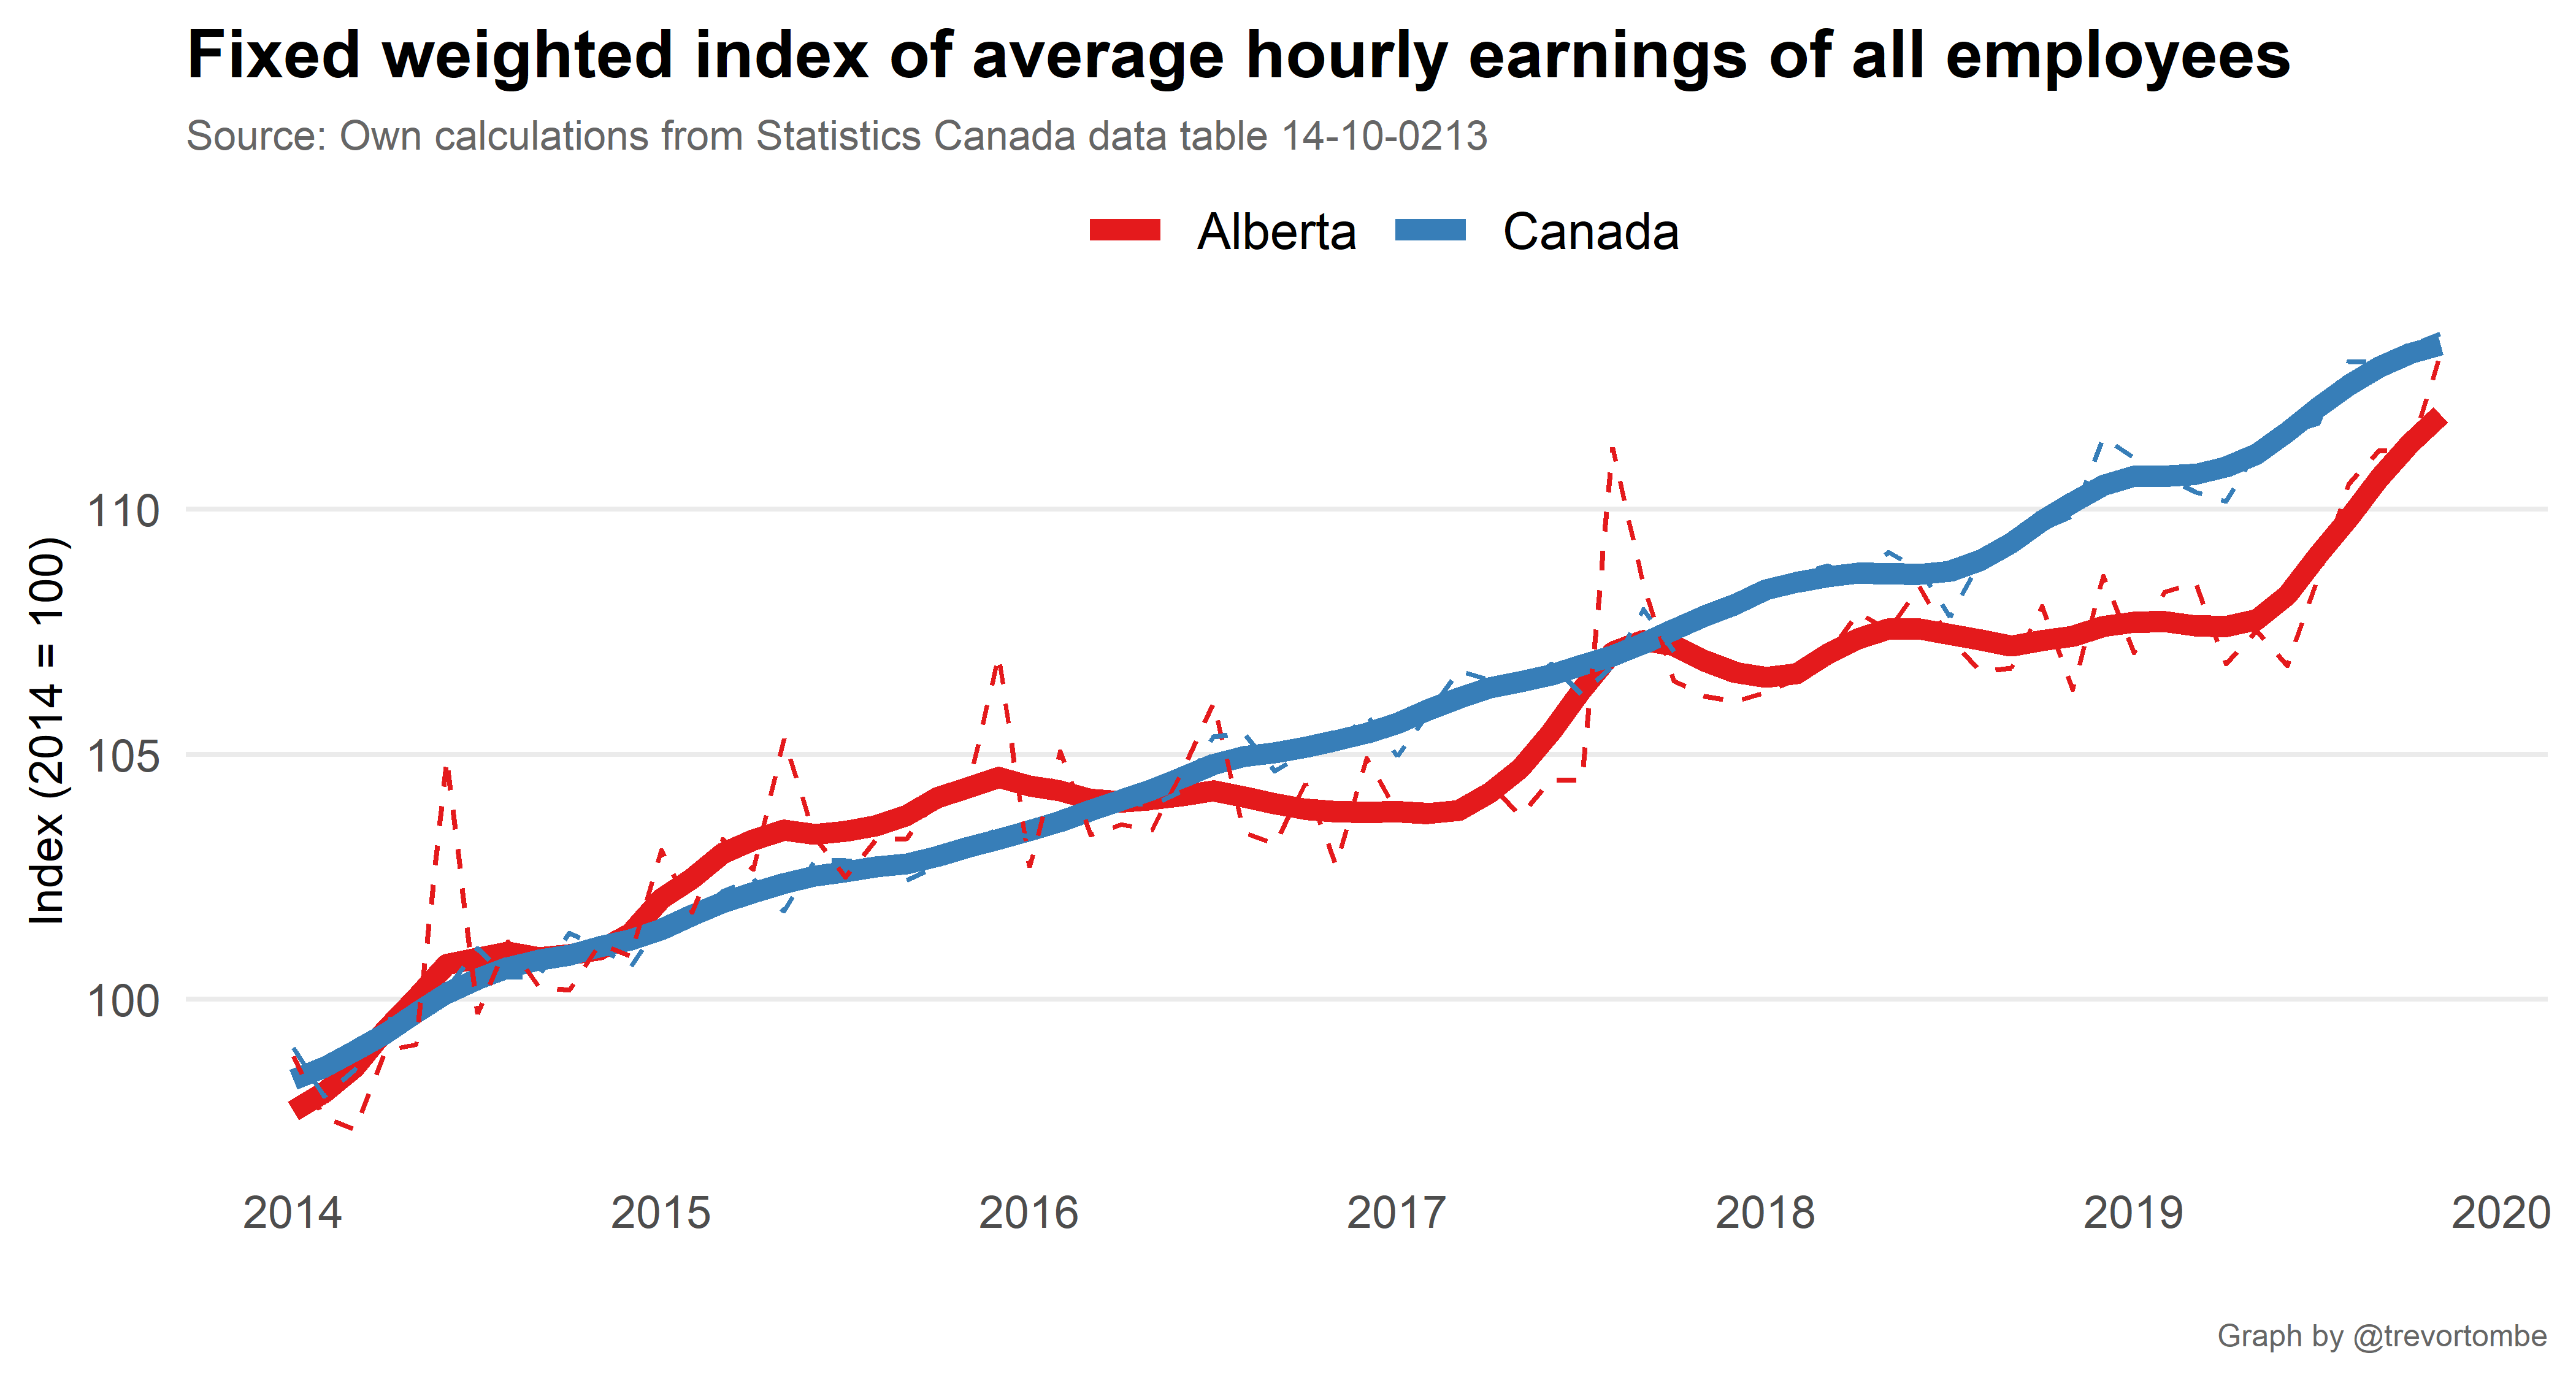 Fixed weighted index of average hourly earnings of all employees
Source: Own calculations from Statistics Canada data table 14-10-0213
Alberta Canada
Index (2014 = 100)
110
105
100
2014 2015 2016 2017 2018 2019 2020
Graph by @trevortombe